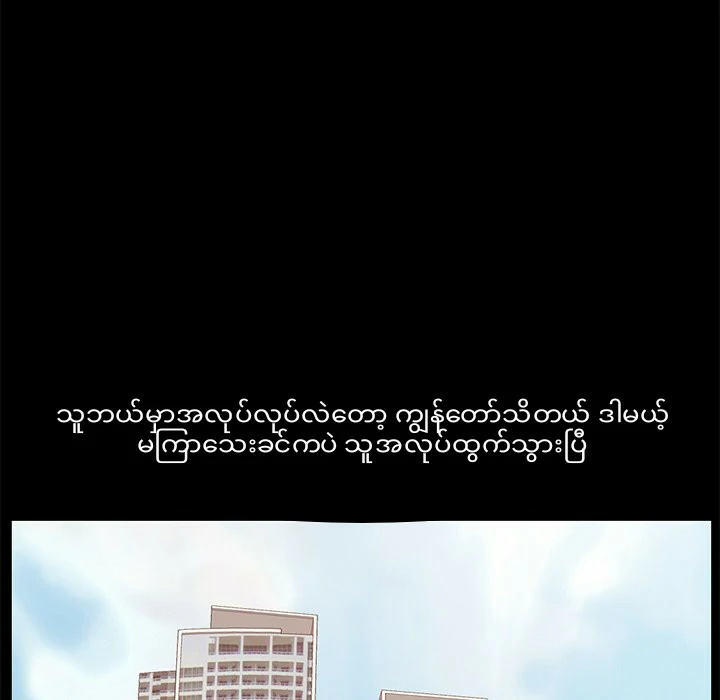 သူဘယ်မှာအလုပ်လုပ်လဲတော့ ကျွန်တော်သိတယ် ဒါမယ့်
မကြာသေးခင်ကပဲ သူအလုပ်ထွက်သွားပြီ